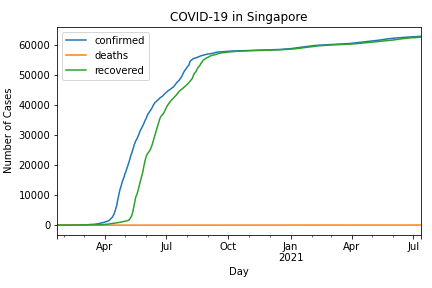 COVID-19 in Singapore
confirmed
deaths
recovered
Number of Cases
60000
50000
40000
30000
20000
10000
0
Apr Jul Oct Jan Apr Jul
2021
Day